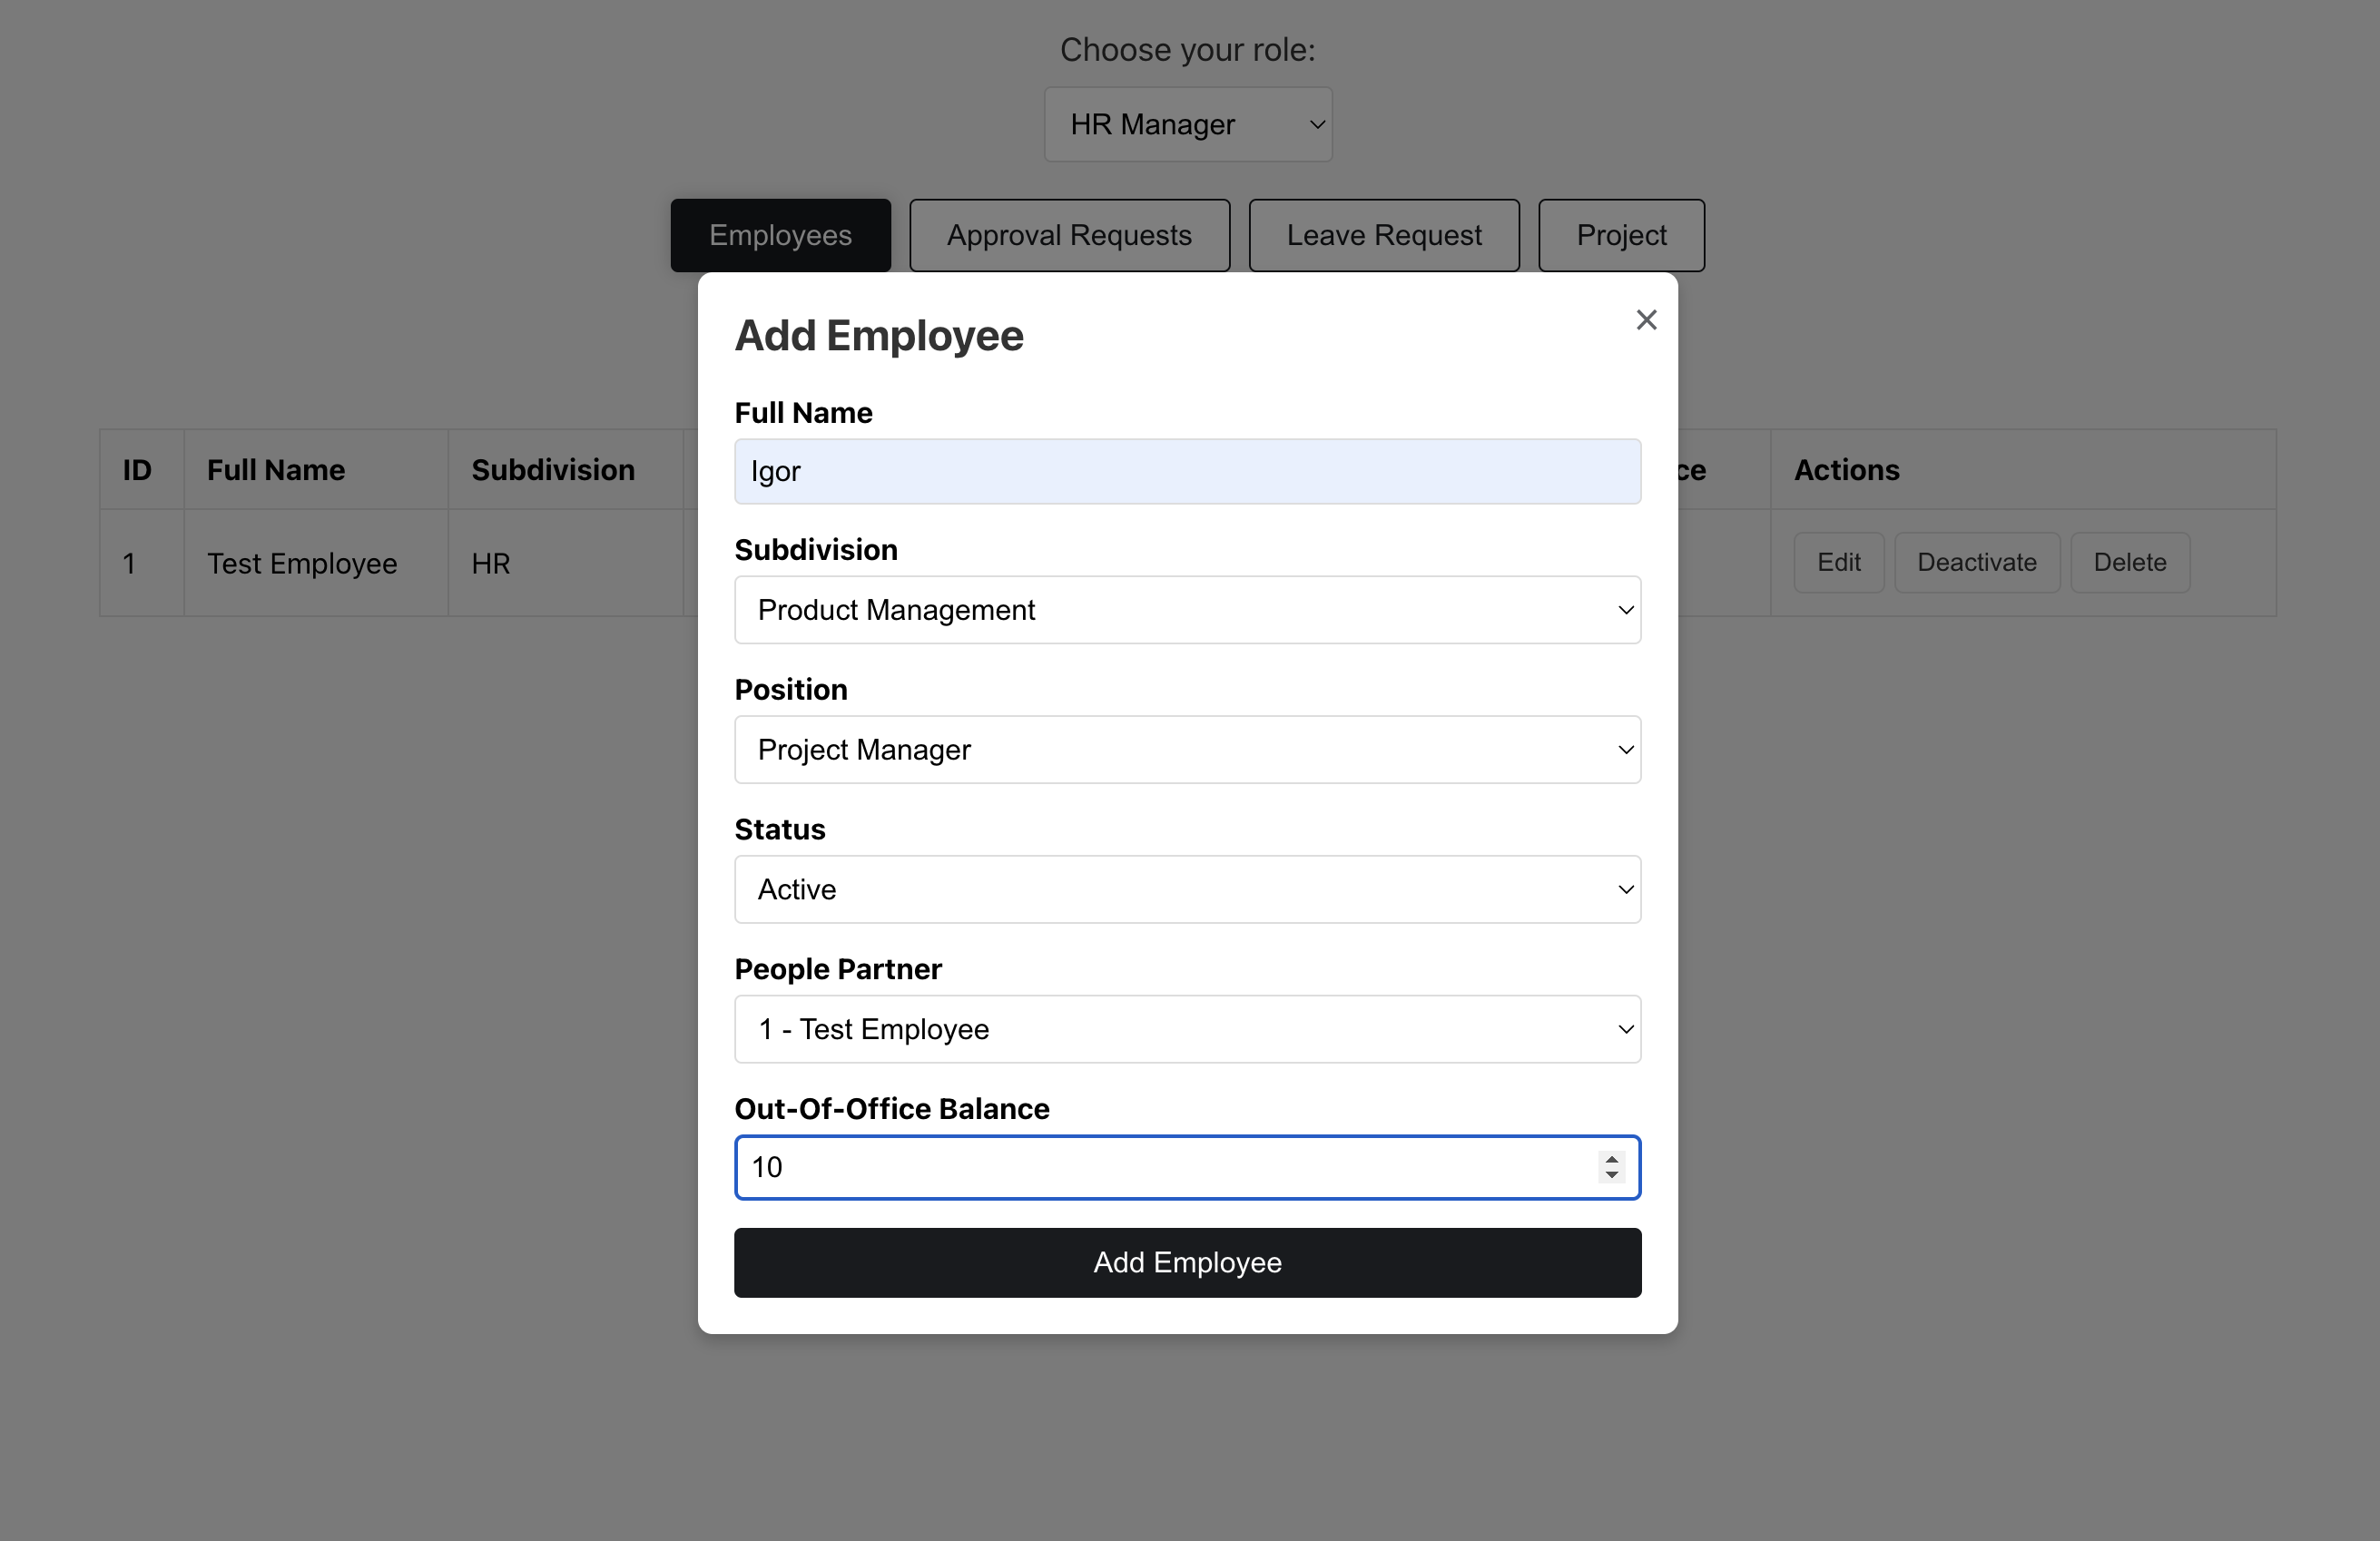 Choose your role:
HR Manager
Employees Approval Requests Leave Request Project
Add Employee
Full Name
Igor
Subdivision
Product Management
Position
Project Manager
Status
Active
People Partner
1 - Test Employee
Out-Of-Office Balance
10
Add Employee
ID Full Name Subdivision Actions
1 Test Employee HR Edit Deactivate Delete